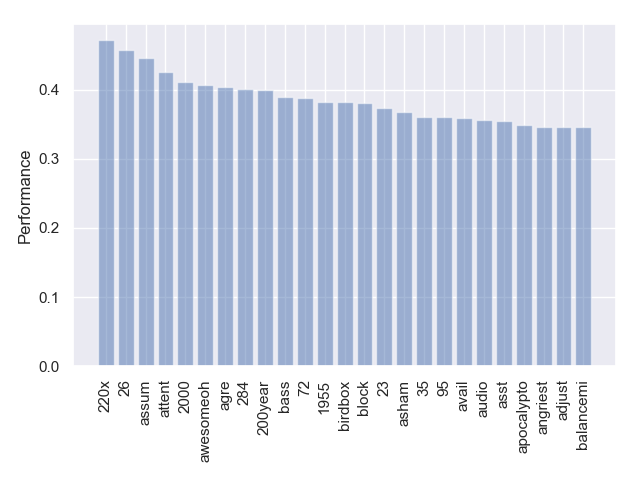 Performance
0.4
0.3
0.2
0.1
0.0
220x
26
assum
attent
2000
awesomeoh
agre
284
200year
bass
72
1955
birdbox
block
23
asham
35
95
avail
audio
asst
apocalypto
angriest
adjust
balancemi